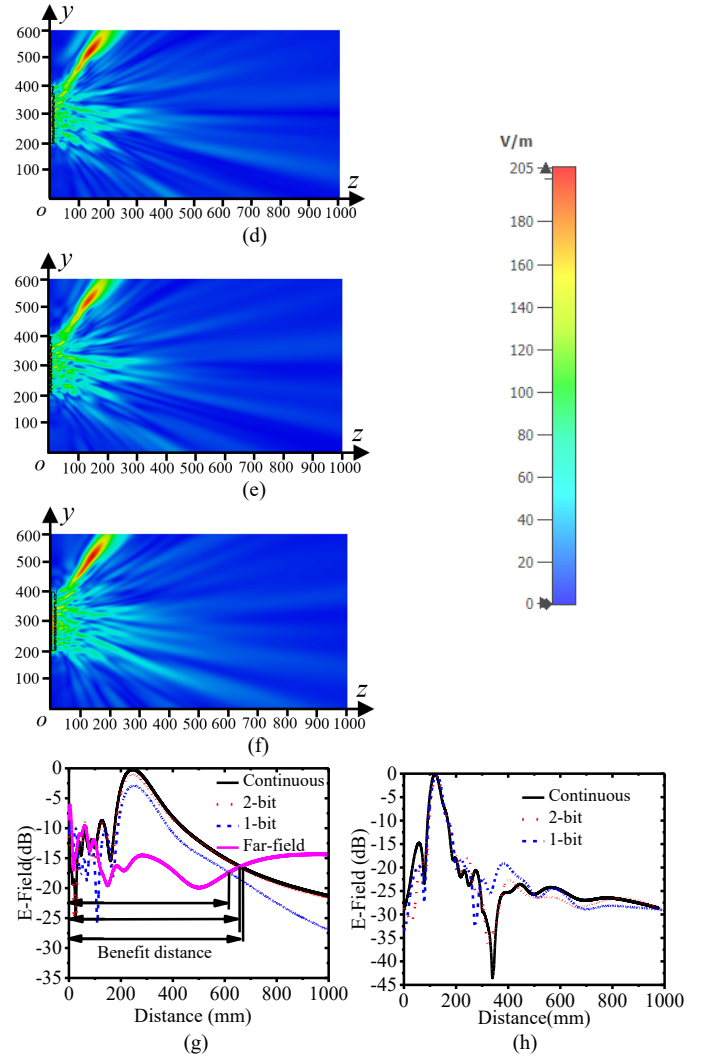 y
600
500
400
300
200
100
o
100 200 300 400 500 600 700 800 900 1000
z
(d)
y
600
500
400
300
200
100
o
100 200 300 400 500 600 700 800 900 1000
z
(e)
y
600
500
400
300
200
100
o
100 200 300 400 500 600 700 800 900 1000
z
(f)
V/m
205
180
160
140
120
100
80
60
40
20
0
0
-5
-10
-15
-20
-25
-30
-35
E-Field(dB)
Continuous
2-bit
1-bit
Far-field
Benefit distance
0 200 400 600 800 1000
Distance (mm)
(g)
0
-5
-10
-15
-20
-25
-30
-35
-40
-45
E-Field (dB)
Continuous
2-bit
1-bit
0 200 400 600 800 1000
Distance(mm)
(h)